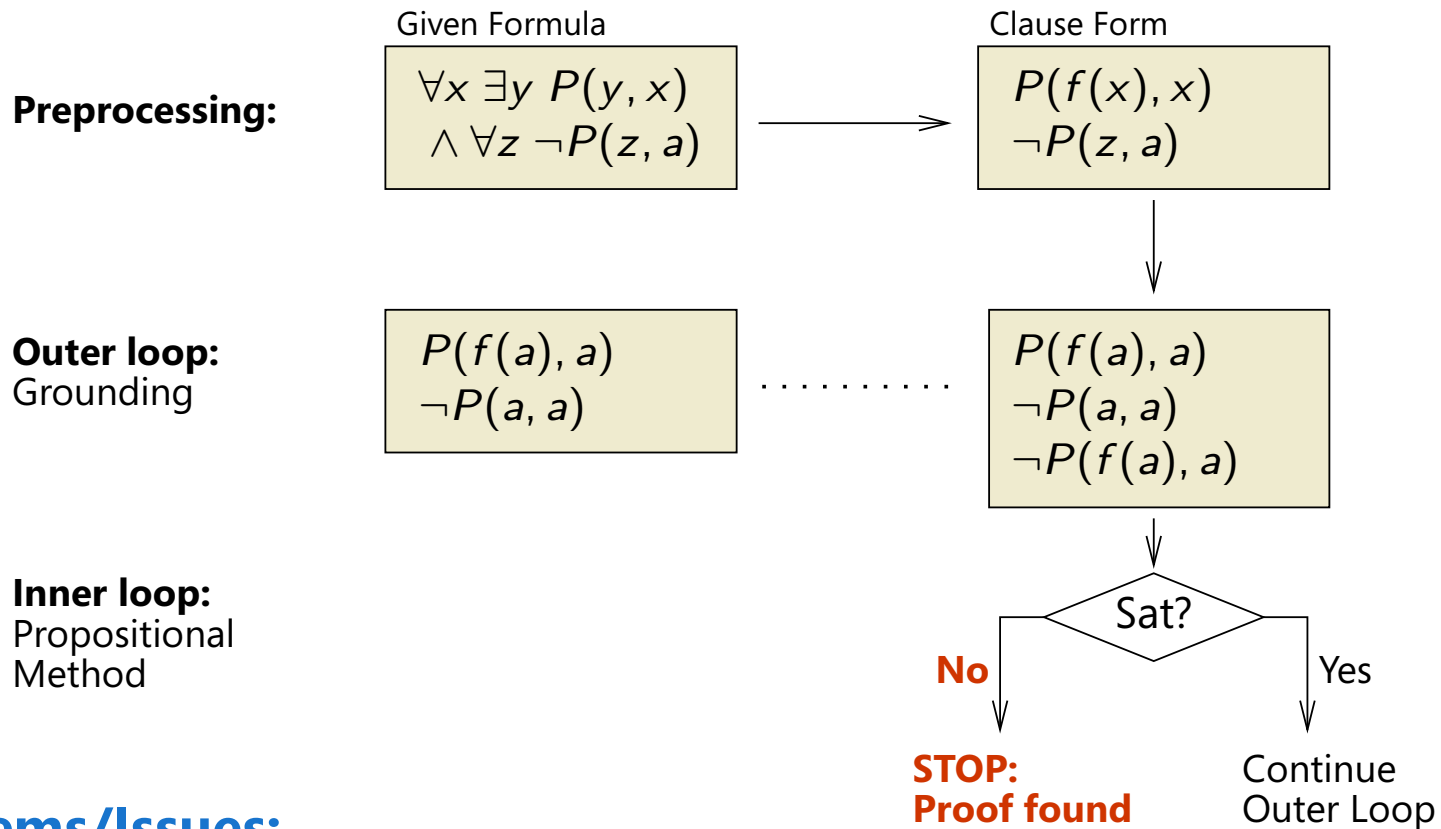 Given Formula
Clause Form
Preprocessing:
∀x ∃y P(y, x)
∧ ∀z ¬P(z, a)
P(f(x), x)
¬P(z, a)
Outer loop:
Grounding
P(f(a), a)
¬P(a, a)
. . . . . . . . . .
P(f(a), a)
¬P(a, a)
¬P(f(a), a)
Inner loop:
Propositional
Method
Sat?
No
Yes
STOP:
Proof found
Continue
Outer Loop